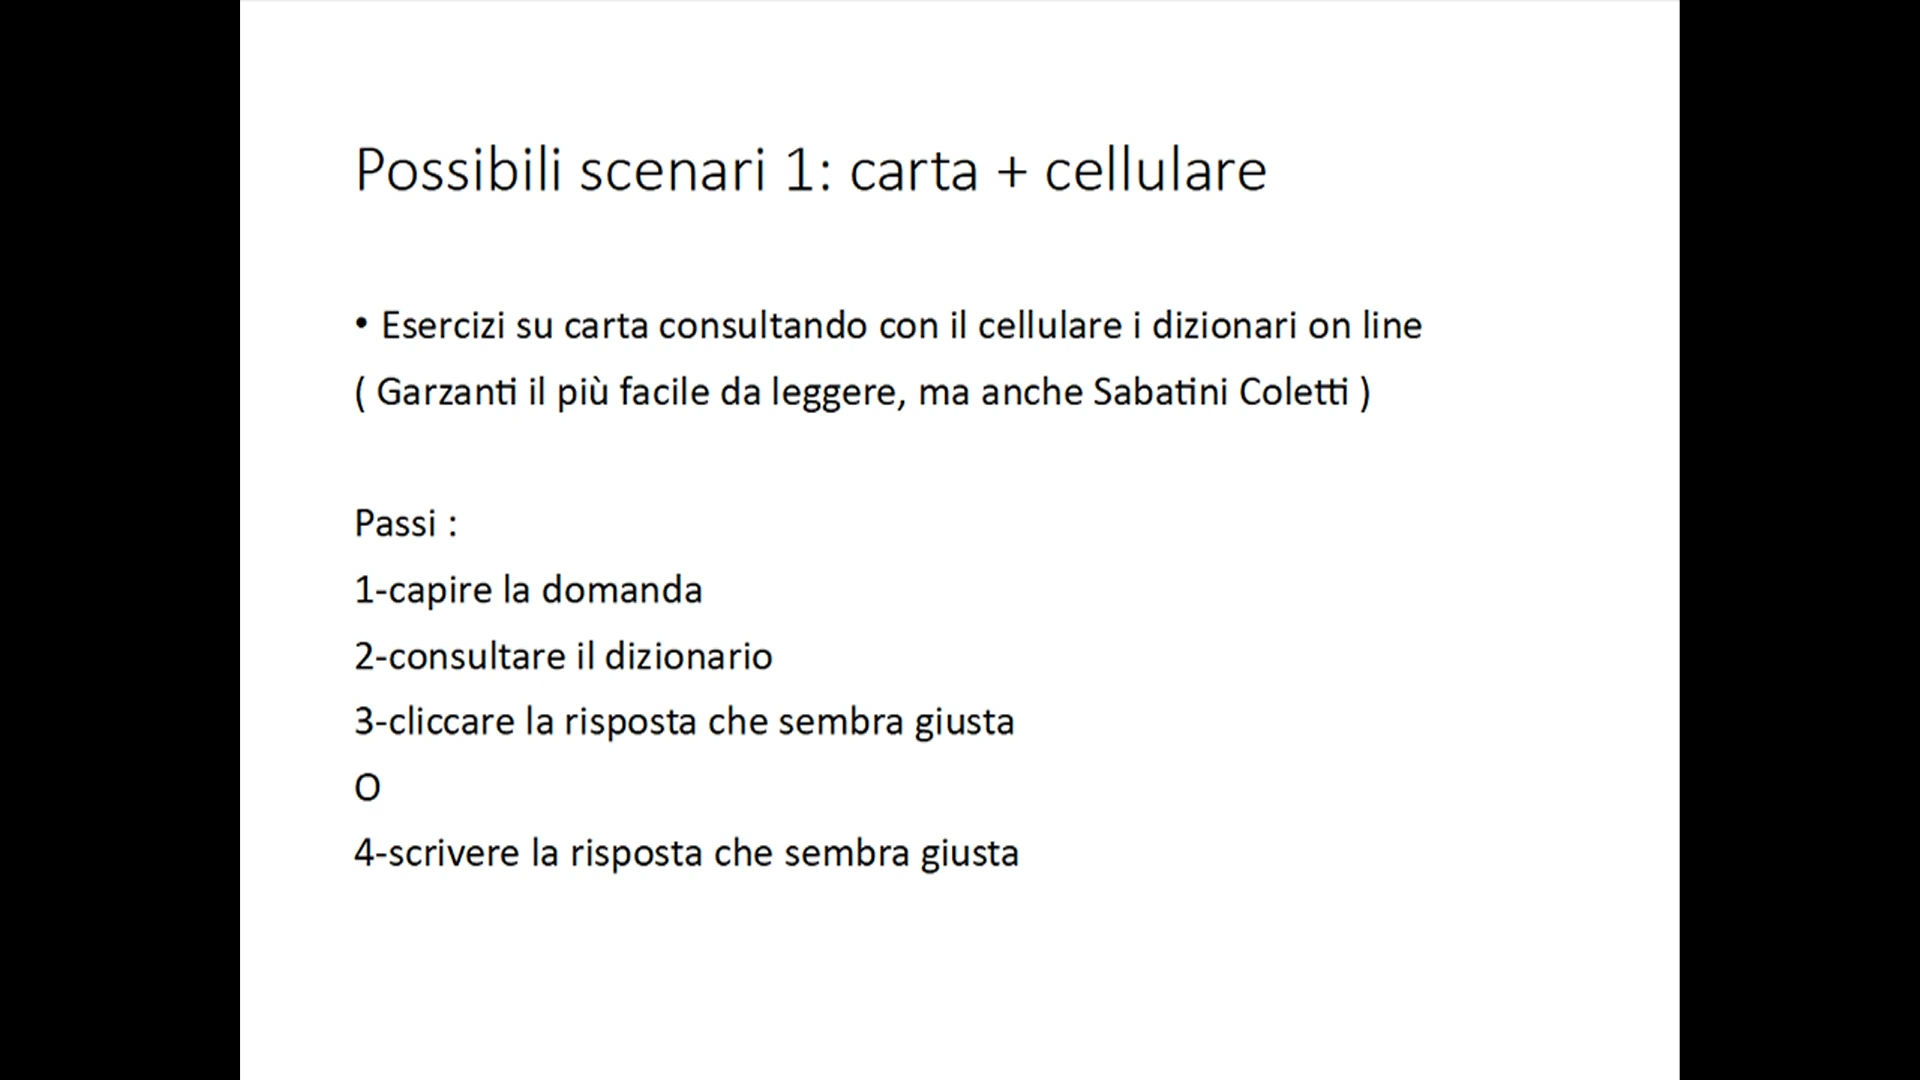 Possibili scenari 1: carta + cellulare
• Esercizi su carta consultando con il cellulare i dizionari on line
( Garzanti il più facile da leggere, ma anche Sabatini Coletti )
Passi :
1-capire la domanda
2-consultare il dizionario
3-cliccare la risposta che sembra giusta
O
4-scrivere la risposta che sembra giusta